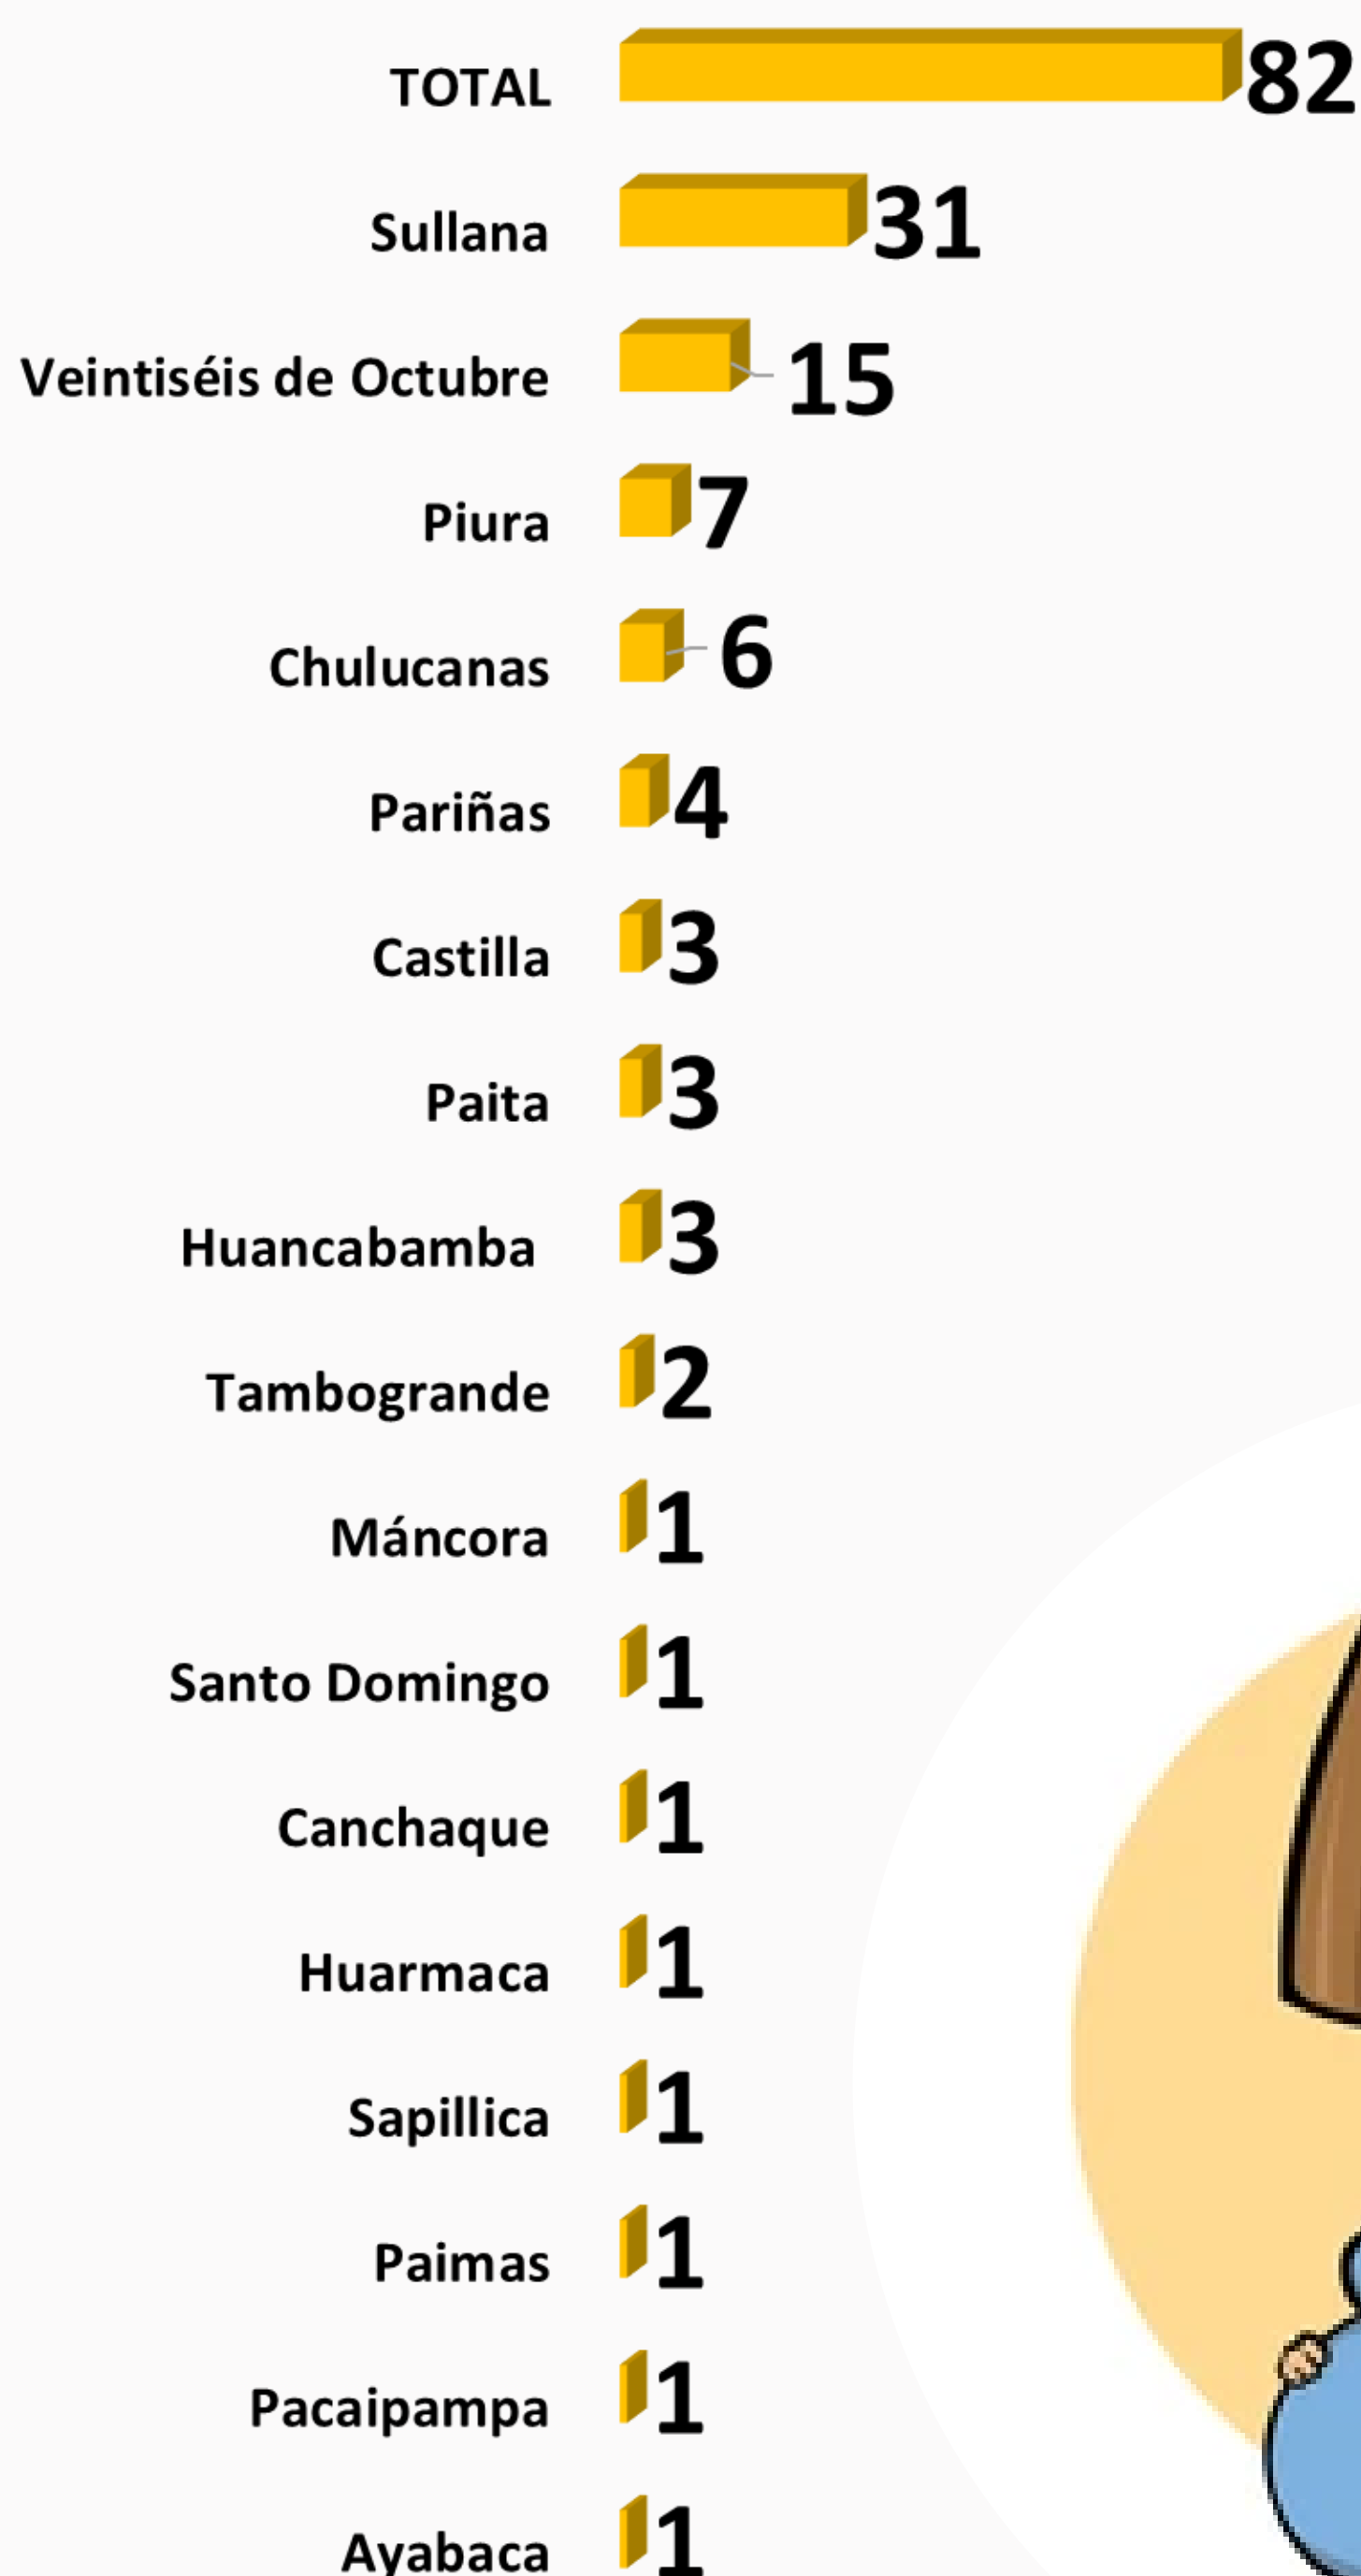 TOTAL 82
Sullana 31
Veintiséis de Octubre 15
Piura 7
Chulucanas 6
Pariñas 4
Castilla 3
Paita 3
Huancabamba 3
Tambogrande 2
Máncora 1
Santo Domingo 1
Canchaque 1
Huarmaca 1
Sapillica 1
Paimas 1
Pacaipampa 1
Ayabaca 1